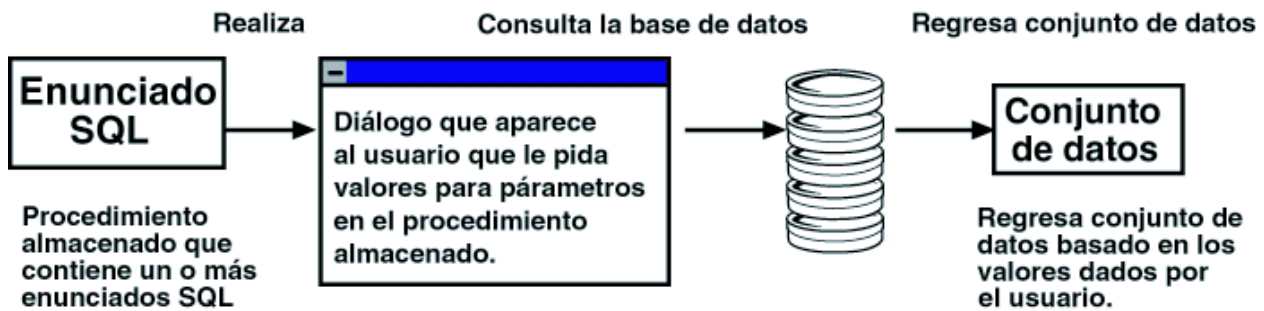 Realiza
Consulta la base de datos
Regresa conjunto de datos
Enunciado
SQL
Diálogo que aparece
al usuario que le pida
valores para párametros
en el procedimiento
almacenado.
Conjunto
de datos
Procedimiento
almacenado que
contiene un o más
enunciados SQL
Regresa conjunto de
datos basado en los
valores dados por
el usuario.